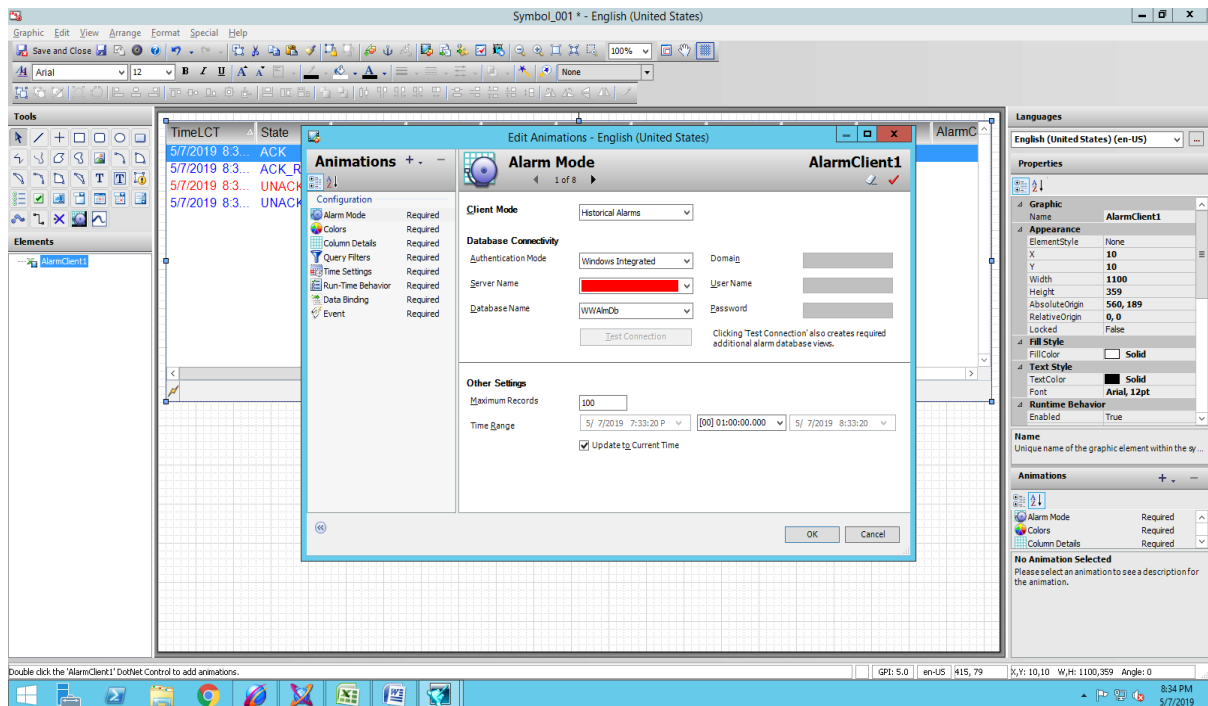 Symbol_001 * - English (United States)
Graphic Edit View Arrange Format Special Help
Save and Close
100%
Arial 12 B I U A A A None
Tools
TimeLCT State AlarmC
5/7/2019 8:3... ACK
5/7/2019 8:3... ACK_R
5/7/2019 8:3... UNACK
5/7/2019 8:3... UNACK
Elements
AlarmClient1
Edit Animations - English (United States)
Animations
Configuration
Alarm Mode Required
Colors Required
Column Details Required
Query Filters Required
Time Settings Required
Run-Time Behavior Required
Data Binding Required
Event Required
Alarm Mode AlarmClient1
1 of 8
Client Mode Historical Alarms
Database Connectivity
Authentication Mode Windows Integrated Domain
Server Name User Name
Database Name WWAlmDb Password
Test Connection
Clicking 'Test Connection' also creates required
additional alarm database views.
Other Settings
Maximum Records 100
Time Range 5/ 7/2019 7:33:20 P [00] 01:00:00.000 5/ 7/2019 8:33:20
Update to Current Time
OK Cancel
Languages
English (United States) (en-US) ...
Properties
Graphic
Name AlarmClient1
Appearance
ElementStyle None
X 10
Y 10
Width 1100
Height 359
AbsoluteOrigin 560, 189
RelativeOrigin 0, 0
Locked False
Fill Style
FillColor Solid
Text Style
TextColor Solid
Font Arial, 12pt
Runtime Behavior
Enabled True
Name
Unique name of the graphic element within the sy...
Animations
Alarm Mode Required
Colors Required
Column Details Required
No Animation Selected
Please select an animation to see a description for
the animation.
Double click the 'AlarmClient1' DotNet Control to add animations.
GPI: 5.0 en-US 415, 79 X,Y: 10,10 W,H: 1100,359 Angle: 0
8:34 PM
5/7/2019